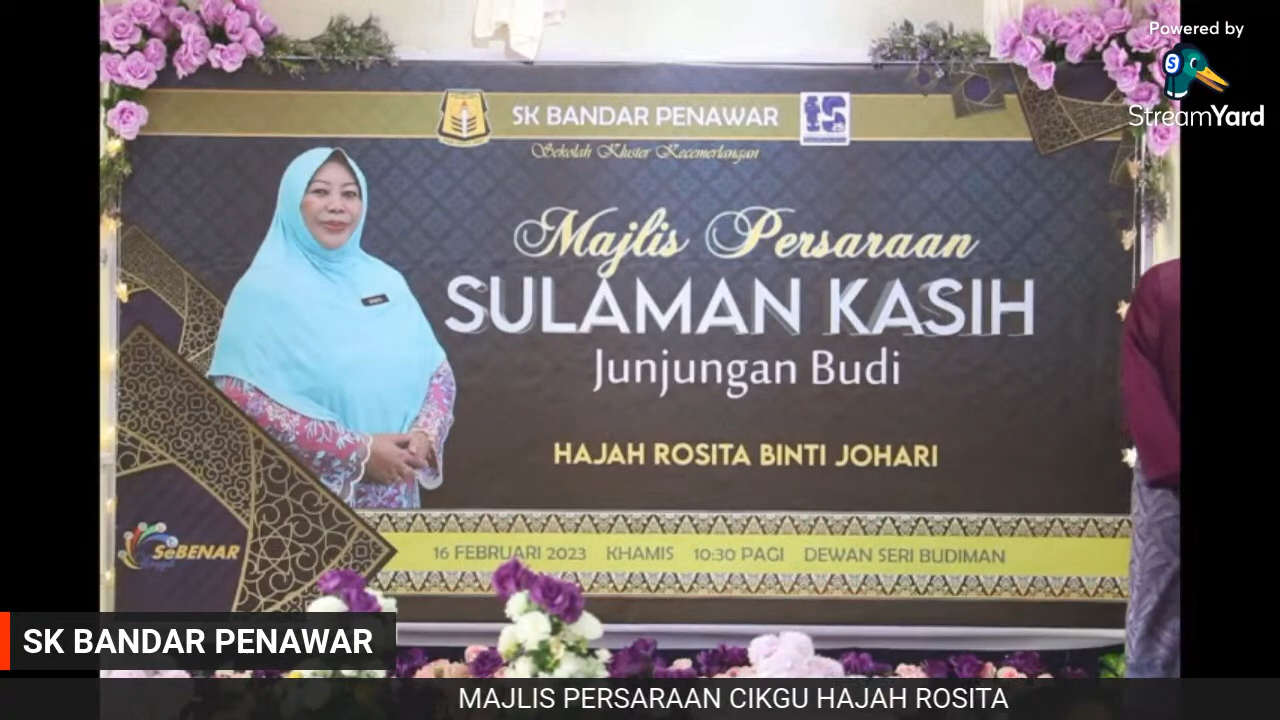 Powered by
StreamYard
SK BANDAR PENAWAR
Sekolah Kluster Kecemerlangan
Majlis Persaraan
SULAMAN KASIH
Junjungan Budi
HAJAH ROSITA BINTI JOHARI
SeBENAR
16 FEBRUARI 2023 KHAMIS 10:30 PAGI DEWAN SERI BUDIMAN
SK BANDAR PENAWAR
MAJLIS PERSARAAN CIKGU HAJAH ROSITA